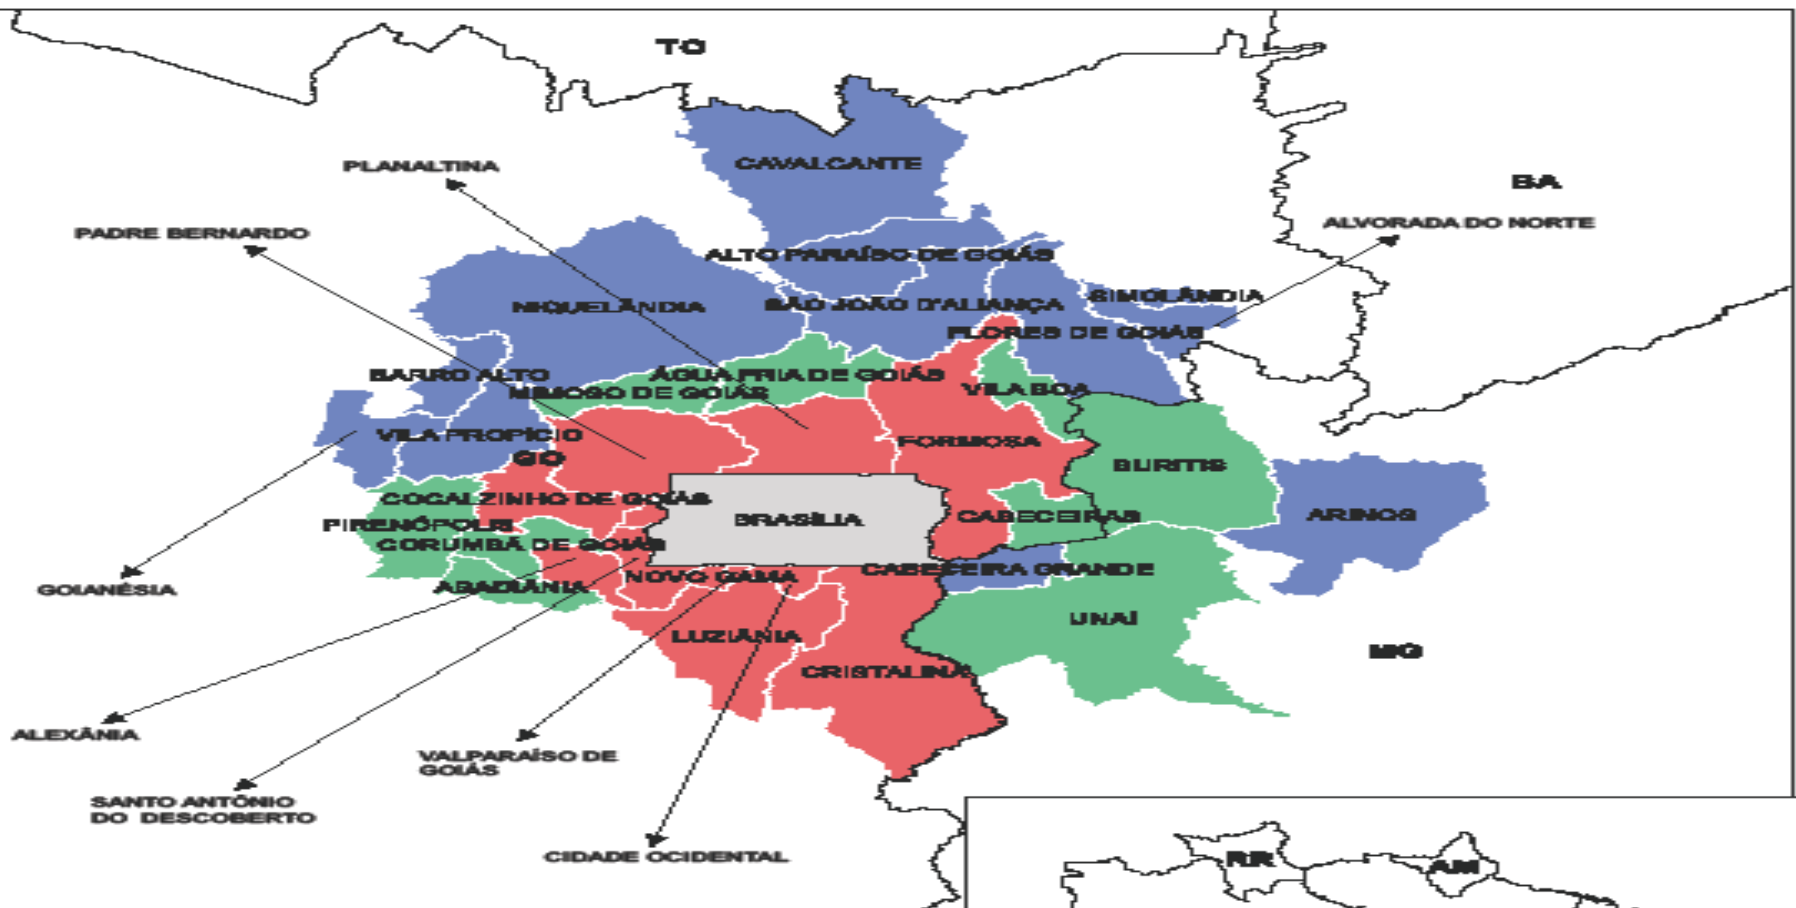 TO
CAVALCANTE
PLANALTINA
BA
ALVORADA DO NORTE
PADRE BERNARDO
ALTO PARAÍSO DE GOIÁS
SIMOLÂNDIA
NIQUELÂNDIA
SÃO JOÃO D'ALIANÇA
FLORES DE GOIÁS
BARRO ALTO
ÁGUA FRIA DE GOIÁS
MIMOSO DE GOIÁS
VILA BOA
VILA PROPÍCIO
FORMOSA
GO
BURITIS
COCALZINHO DE GOIÁS
PIRENÓPOLIS
BRASÍLIA
CABECEIRAS
ARINOS
CORUMBÁ DE GOIÁS
CABECEIRA GRANDE
NOVO GAMA
ABADIÂNIA
GOIANÉSIA
UNAÍ
LUZIÂNIA
MG
CRISTALINA
ALEXÂNIA
VALPARAÍSO DE
GOIÁS
SANTO ANTÔNIO
DO DESCOBERTO
CIDADE OCIDENTAL
RR
AM